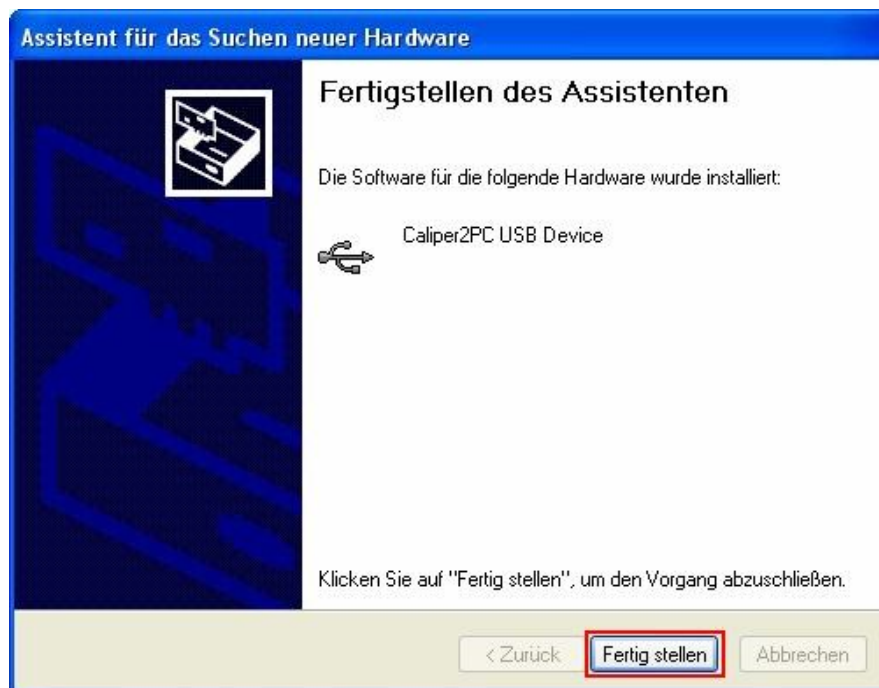 Assistent für das Suchen neuer Hardware
Fertigstellen des Assistenten
Die Software für die folgende Hardware wurde installiert:
Caliper2PC USB Device
Klicken Sie auf "Fertig stellen", um den Vorgang abzuschließen.
< Zurück Fertig stellen Abbrechen